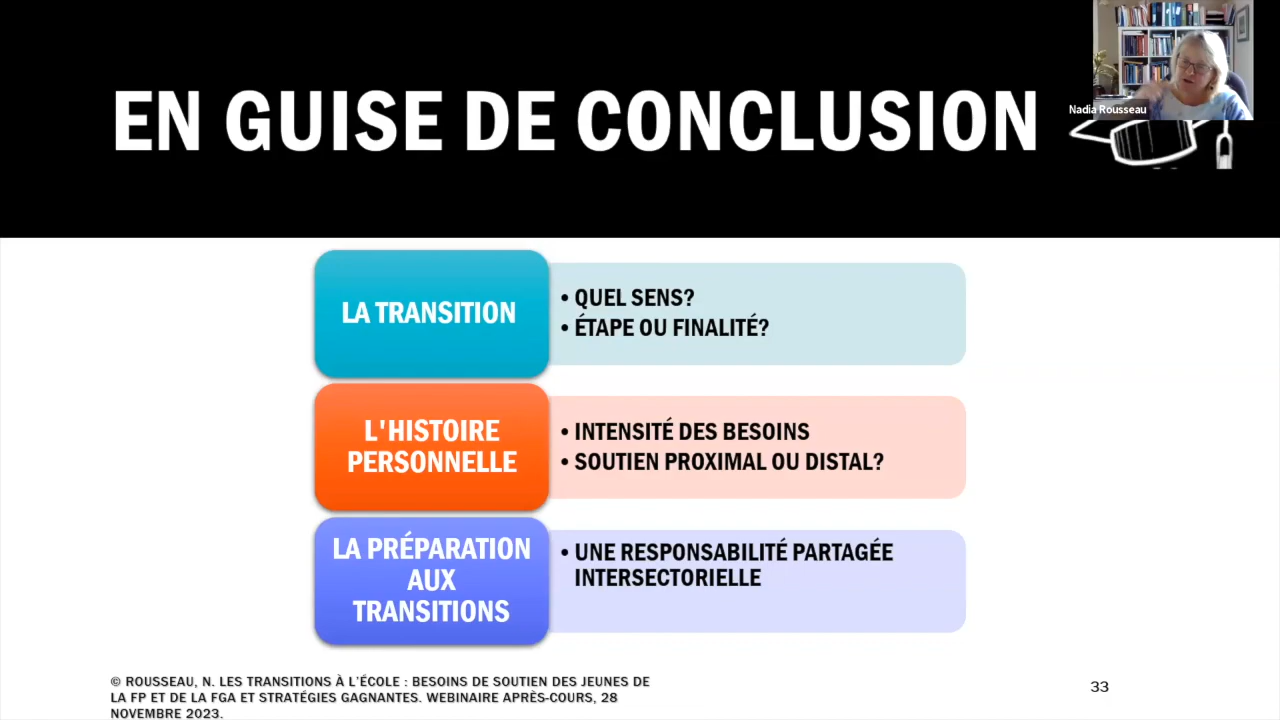 EN GUISE DE CONCLUSION
Nadia Rousseau
LA TRANSITION
• QUEL SENS?
• ÉTAPE OU FINALITÉ?
L'HISTOIRE
PERSONNELLE
• INTENSITÉ DES BESOINS
• SOUTIEN PROXIMAL OU DISTAL?
LA PRÉPARATION
AUX
TRANSITIONS
• UNE RESPONSABILITÉ PARTAGÉE
INTERSECTORIELLE
© ROUSSEAU, N. LES TRANSITIONS À L'ÉCOLE : BESOINS DE SOUTIEN DES JEUNES DE
LA FP ET DE LA FGA ET STRATÉGIES GAGNANTES. WEBINAIRE APRÈS-COURS, 28
NOVEMBRE 2023.
33